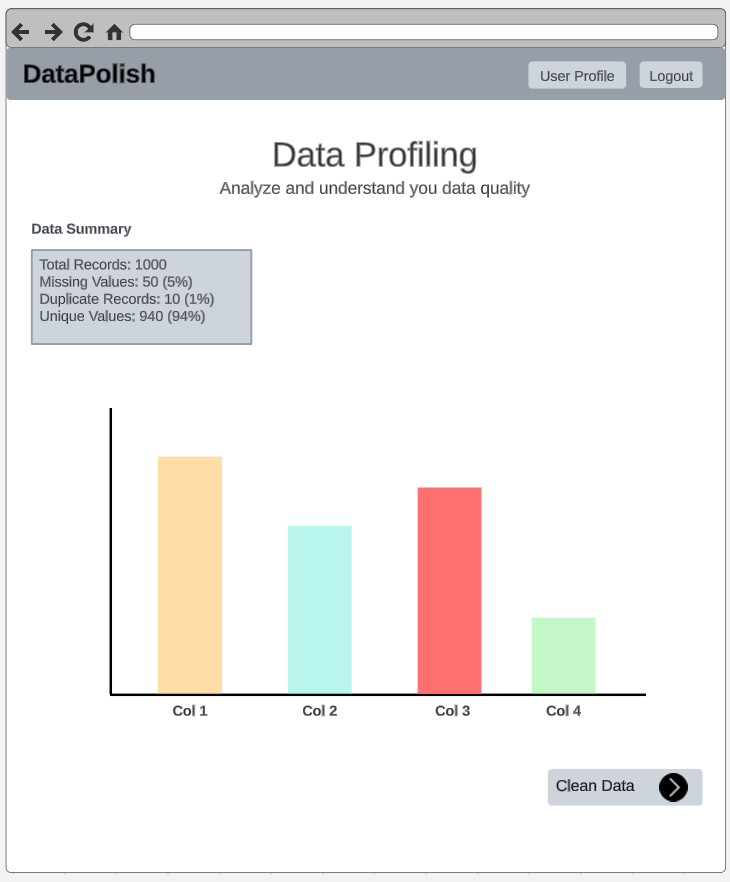 DataPolish
User Profile
Logout
Data Profiling
Analyze and understand you data quality
Data Summary
Total Records: 1000
Missing Values: 50 (5%)
Duplicate Records: 10 (1%)
Unique Values: 940 (94%)
Col 1
Col 2
Col 3
Col 4
Clean Data